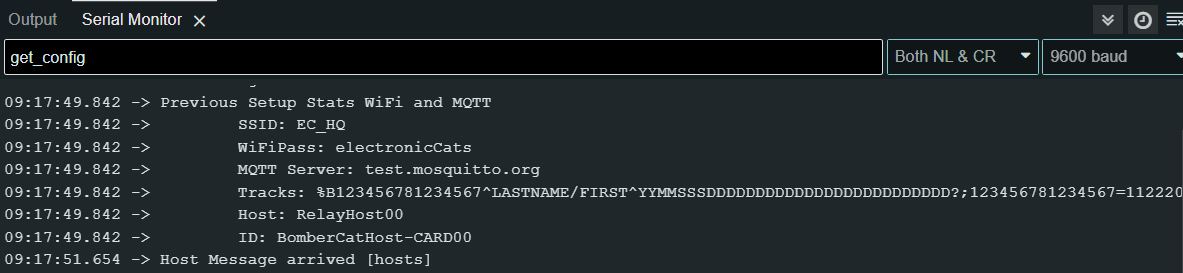 Output Serial Monitor
get_config Both NL & CR 9600 baud
09:17:49.842 -> Previous Setup Stats WiFi and MQTT
09:17:49.842 -> SSID: EC_HQ
09:17:49.842 -> WiFiPass: electronicCats
09:17:49.842 -> MQTT Server: test.mosquitto.org
09:17:49.842 -> Tracks: %B123456781234567^LASTNAME/FIRST^YYMMSSSDDDDDDDDDDDDDDDDDDDDDDDDD?;123456781234567=112220
09:17:49.842 -> Host: RelayHost00
09:17:49.842 -> ID: BomberCatHost-CARD00
09:17:51.654 -> Host Message arrived [hosts]